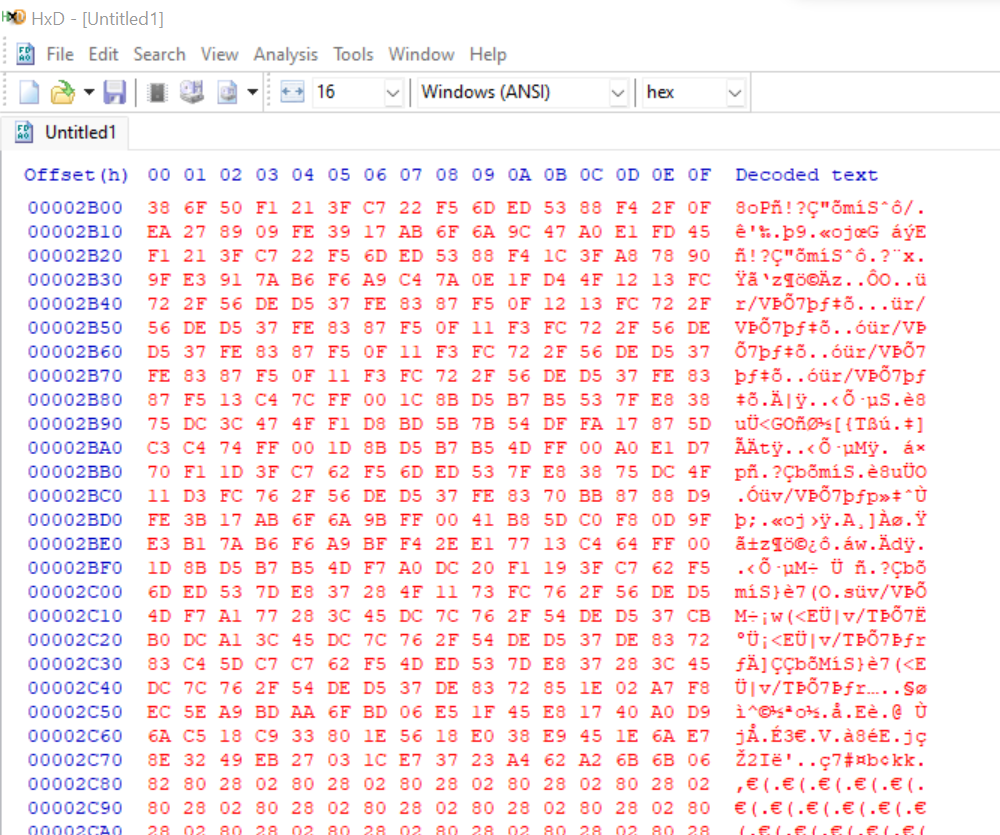 HxD - [Untitled1]
File Edit Search View Analysis Tools Window Help
16 Windows (ANSI) hex
Untitled1
Offset(h) 00 01 02 03 04 05 06 07 08 09 0A 0B 0C 0D 0E 0F Decoded text
00002B00 38 6F 50 F1 21 3F C7 22 F5 6D ED 53 88 F4 2F 0F 8oPñ!?Ç"õmíSˆô/.
00002B10 EA 27 89 09 FE 39 17 AB 6F 6A 9C 47 A0 E1 FD 45 ê'‰.þ9.«ojœG áýE
00002B20 F1 21 3F C7 22 F5 6D ED 53 88 F4 1C 3F A8 78 90 ñ!?Ç"õmíSˆô.?¨x.
00002B30 9F E3 91 7A B6 F6 A9 C4 7A 0E 1F D4 4F 12 13 FC Ÿã‘z¶ö©Äz..ÔO..ü
00002B40 72 2F 56 DE D5 37 FE 83 87 F5 0F 12 13 FC 72 2F r/VÞÕ7þƒ‡õ...ür/
00002B50 56 DE D5 37 FE 83 87 F5 0F 11 F3 FC 72 2F 56 DE VÞÕ7þƒ‡õ..óür/VÞ
00002B60 D5 37 FE 83 87 F5 0F 11 F3 FC 72 2F 56 DE D5 37 Õ7þƒ‡õ..óür/VÞÕ7
00002B70 FE 83 87 F5 0F 11 F3 FC 72 2F 56 DE D5 37 FE 83 þƒ‡õ..óür/VÞÕ7þƒ
00002B80 87 F5 13 C4 7C FF 00 1C 8B D5 B7 B5 53 7F E8 38 ‡õ.Ä|ÿ..‹Õ·µS.è8
00002B90 75 DC 3C 47 4F F1 D8 BD 5B 7B 54 DF FA 17 87 5D uÜ<GOñØ½[{Tßú.‡]
00002BA0 C3 C4 74 FF 00 1D 8B D5 B7 B5 4D FF 00 A0 E1 D7 ÃÄtÿ..‹Õ·µMÿ. á×
00002BB0 70 F1 1D 3F C7 62 F5 6D ED 53 7F E8 38 75 DC 4F pñ.?ÇbõmíS.è8uÜO
00002BC0 11 D3 FC 76 2F 56 DE D5 37 FE 83 70 BB 87 88 D9 .Óüv/VÞÕ7þƒp»‡ˆÙ
00002BD0 FE 3B 17 AB 6F 6A 9B FF 00 41 B8 5D C0 F8 0D 9F þ;.«oj›ÿ.A¸]Àø.Ÿ
00002BE0 E3 B1 7A B6 F6 A9 BF F4 2E E1 77 13 C4 64 FF 00 ã±z¶ö©¿ô.áw.Ädÿ.
00002BF0 1D 8B D5 B7 B5 4D F7 A0 DC 20 F1 19 3F C7 62 F5 .‹Õ·µM÷ Ü ñ.?Çbõ
00002C00 6D ED 53 7D E8 37 28 4F 11 73 FC 76 2F 56 DE D5 míS}è7(O.süv/VÞÕ
00002C10 4D F7 A1 77 28 3C 45 DC 7C 76 2F 54 DE D5 37 CB M÷¡w(<EÜ|v/TÞÕ7Ë
00002C20 B0 DC A1 3C 45 DC 7C 76 2F 54 DE D5 37 DE 83 72 °Ü¡<EÜ|v/TÞÕ7Þƒr
00002C30 83 C4 5D C7 C7 62 F5 4D ED 53 7D E8 37 28 3C 45 ƒÄ]ÇÇbõMíS}è7(<E
00002C40 DC 7C 76 2F 54 DE D5 37 DE 83 72 85 1E 02 A7 F8 Ü|v/TÞÕ7Þƒr…..§ø
00002C50 EC 5E A9 BD AA 6F BD 06 E5 1F 45 E8 17 40 A0 D9 ì^©½ªo½.å.Eè.@ Ù
00002C60 6A C5 18 C9 33 80 1E 56 18 E0 38 E9 45 1E 6A E7 jÅ.É3€.V.à8éE.jç
00002C70 8E 32 49 EB 27 03 1C E7 37 23 A4 62 A2 6B 6B 06 Ž2Ië'..ç7#¤b¢kk.
00002C80 82 80 28 02 80 28 02 80 28 02 80 28 02 80 28 02 ‚€(.€(.€(.€(.€(.
00002C90 80 28 02 80 28 02 80 28 02 80 28 02 80 28 02 80 €(.€(.€(.€(.€(.€
00002CA0 28 02 80 28 02 80 28 02 80 28 02 80 28 02 80 28 (.€(.€(.€(.€(.€(